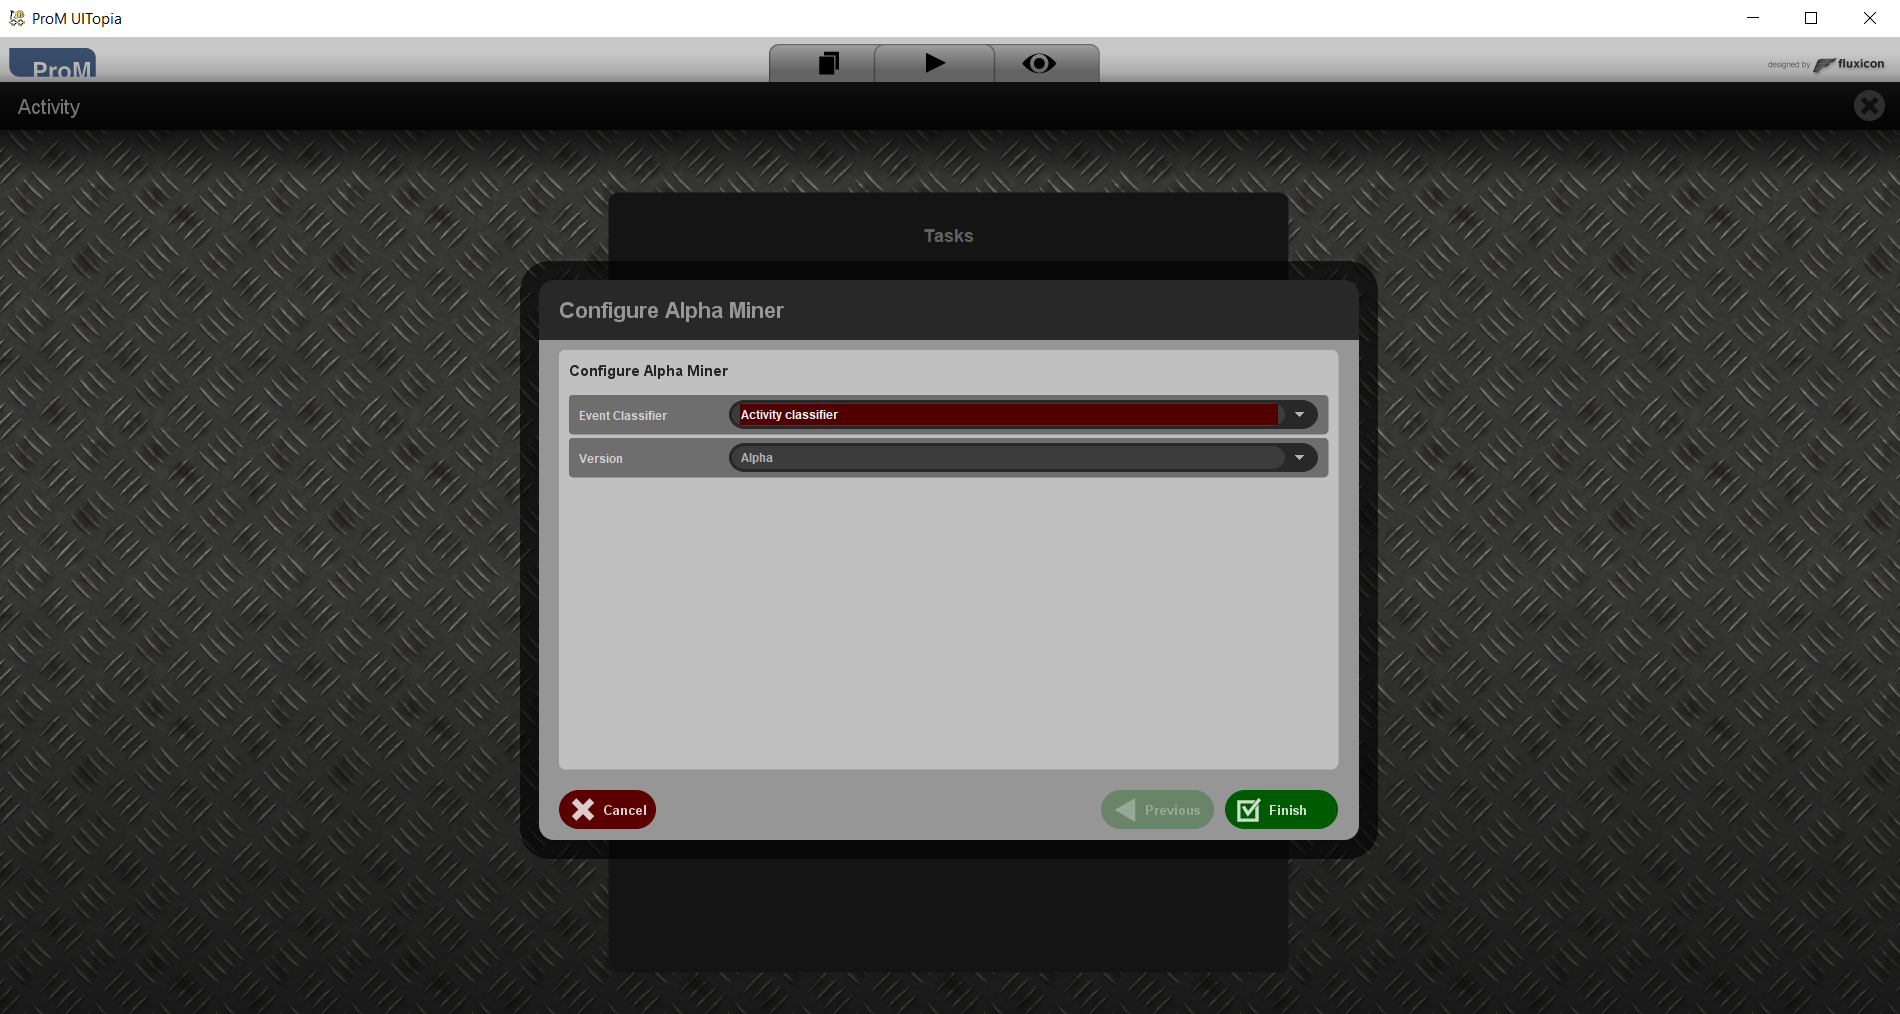 ProM UITopia
ProM
designed by fluxicon
Activity
Tasks
Configure Alpha Miner
Configure Alpha Miner
Event Classifier Activity classifier
Version Alpha
Cancel Previous Finish